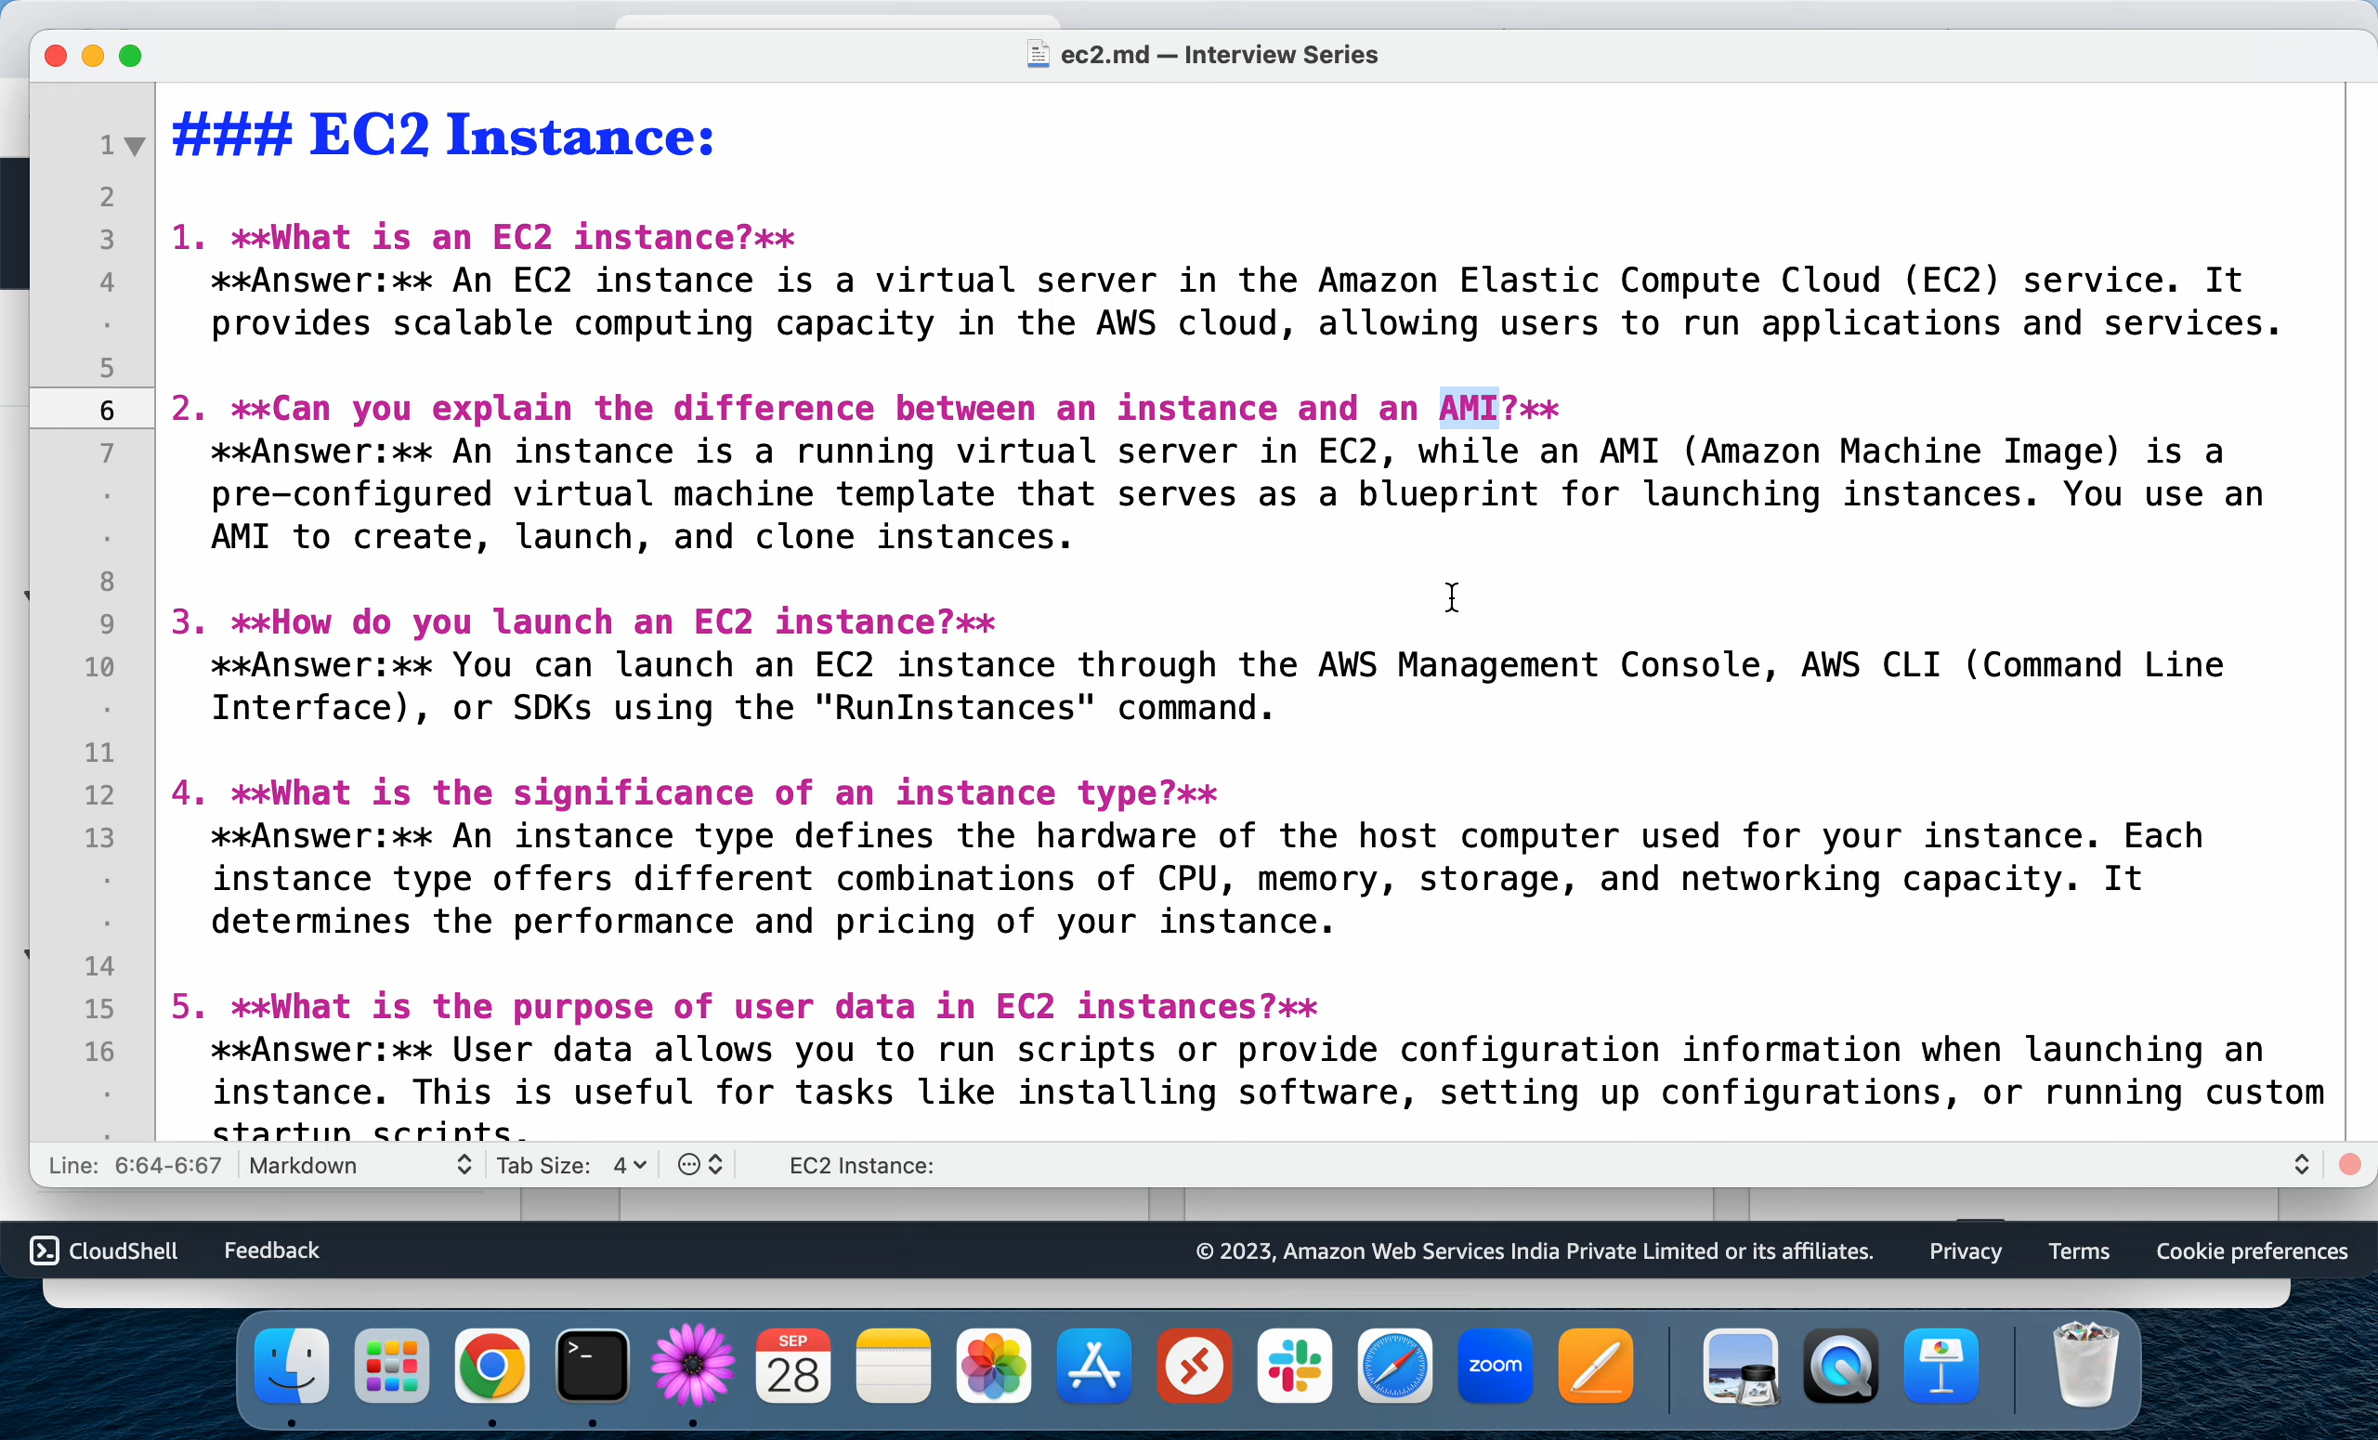 ec2.md — Interview Series
1 ### EC2 Instance:
2
3 1. **What is an EC2 instance?**
4 **Answer:** An EC2 instance is a virtual server in the Amazon Elastic Compute Cloud (EC2) service. It
· provides scalable computing capacity in the AWS cloud, allowing users to run applications and services.
5
6 2. **Can you explain the difference between an instance and an AMI?**
7 **Answer:** An instance is a running virtual server in EC2, while an AMI (Amazon Machine Image) is a
· pre-configured virtual machine template that serves as a blueprint for launching instances. You use an
· AMI to create, launch, and clone instances.
8
9 3. **How do you launch an EC2 instance?**
10 **Answer:** You can launch an EC2 instance through the AWS Management Console, AWS CLI (Command Line
· Interface), or SDKs using the "RunInstances" command.
11
12 4. **What is the significance of an instance type?**
13 **Answer:** An instance type defines the hardware of the host computer used for your instance. Each
· instance type offers different combinations of CPU, memory, storage, and networking capacity. It
· determines the performance and pricing of your instance.
14
15 5. **What is the purpose of user data in EC2 instances?**
16 **Answer:** User data allows you to run scripts or provide configuration information when launching an
· instance. This is useful for tasks like installing software, setting up configurations, or running custom
· startup scripts.
Line: 6:64-6:67 Markdown Tab Size: 4 EC2 Instance:
CloudShell Feedback © 2023, Amazon Web Services India Private Limited or its affiliates. Privacy Terms Cookie preferences
SEP
28
zoom